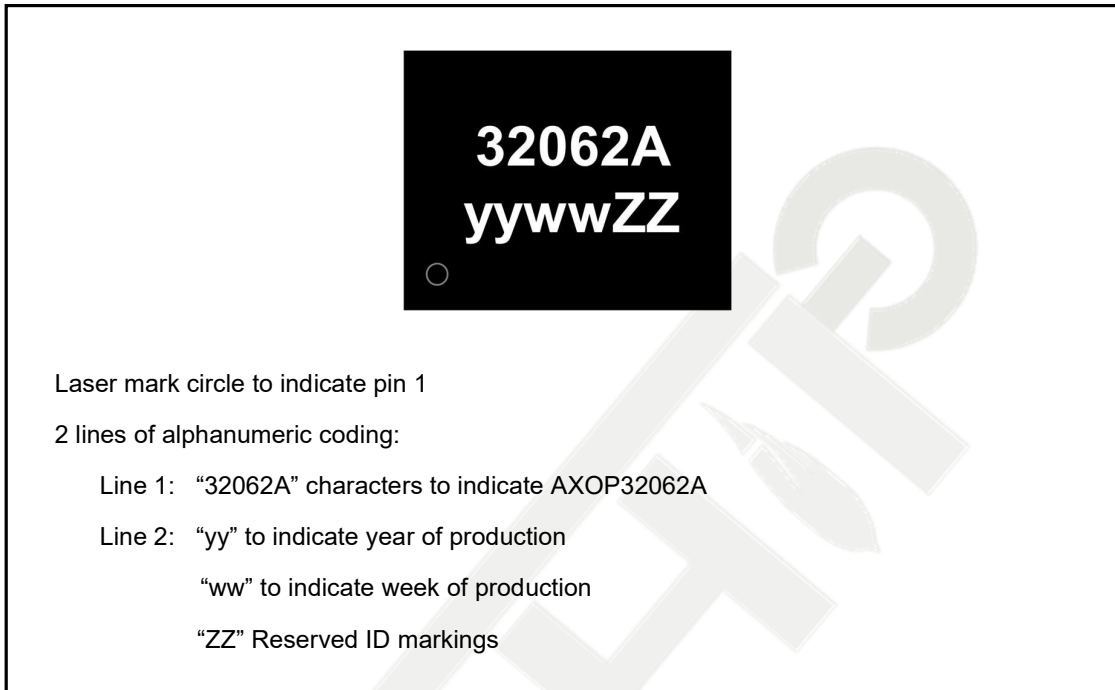 32062A
yywwZZ
Laser mark circle to indicate pin 1
2 lines of alphanumeric coding:
Line 1: “32062A” characters to indicate AXOP32062A
Line 2: “yy” to indicate year of production
“ww” to indicate week of production
“ZZ” Reserved ID markings